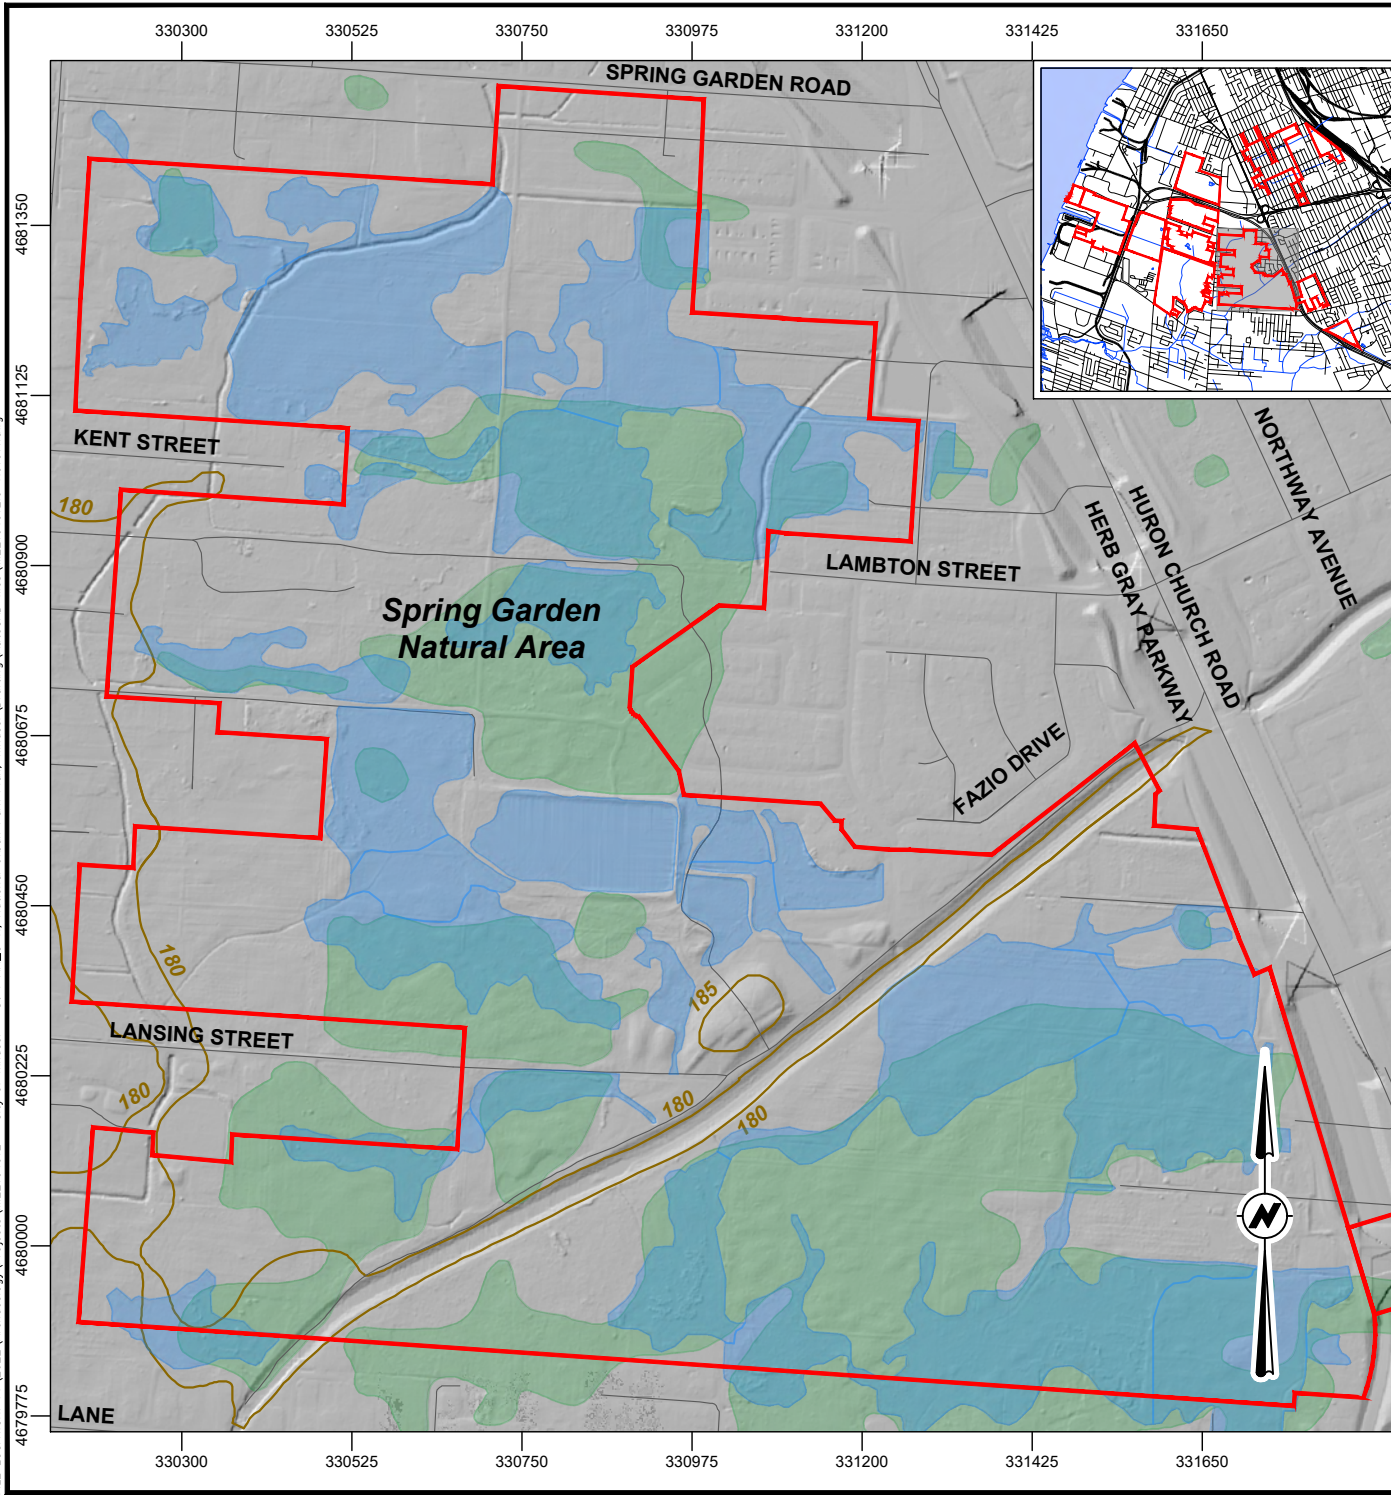 330300 330525 330750 330975 331200 331425 331650
SPRING GARDEN ROAD
4681350
4681125
KENT STREET
NORTHWAY AVENUE
180
HURON CHURCH ROAD
HERB GRAY PARKWAY
4680900
LAMBTON STREET
Spring Garden
Natural Area
4680675
FAZIO DRIVE
4680450
180
185
LANSING STREET
4680225
180
180
180
N
4680000
4679775
LANE
330300 330525 330750 330975 331200 331425 331650